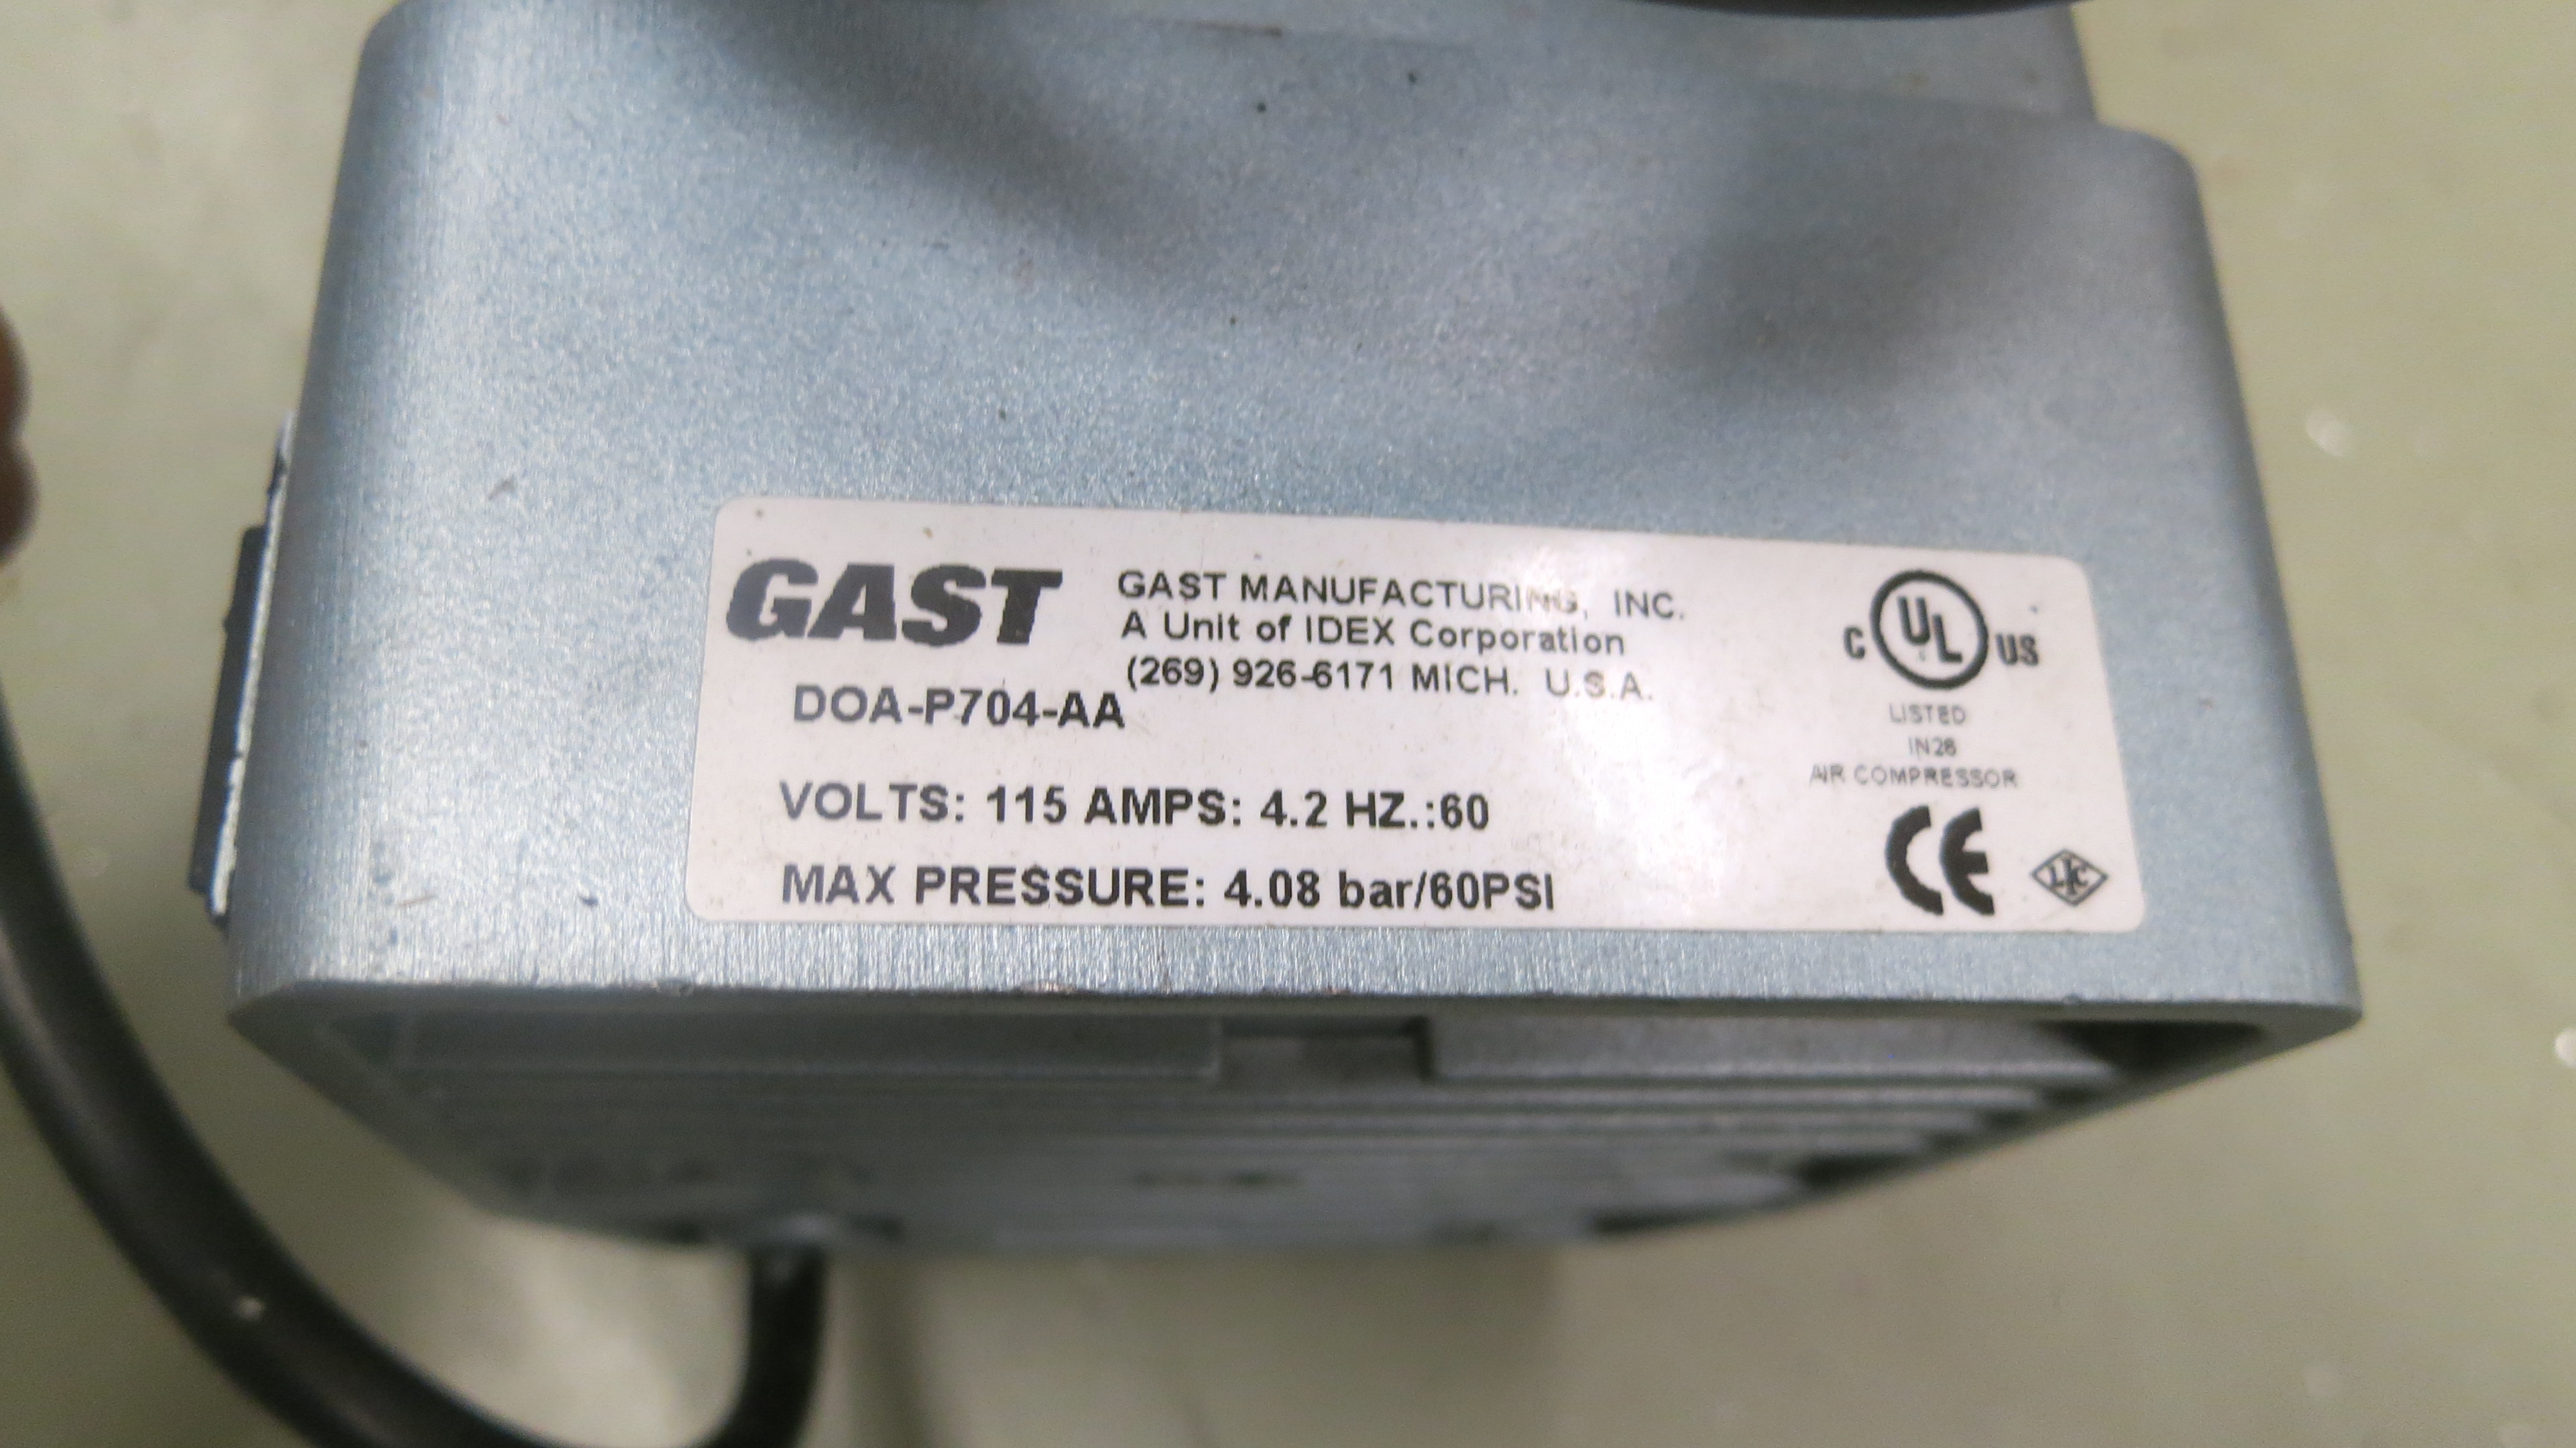 GAST
GAST MANUFACTURING, INC.
A Unit of IDEX Corporation
(269) 926-6171 MICH. U.S.A.
DOA-P704-AA
VOLTS: 115 AMPS: 4.2 HZ.:60
MAX PRESSURE: 4.08 bar/60PSI
C UL US
LISTED
IN26
AIR COMPRESSOR
CE